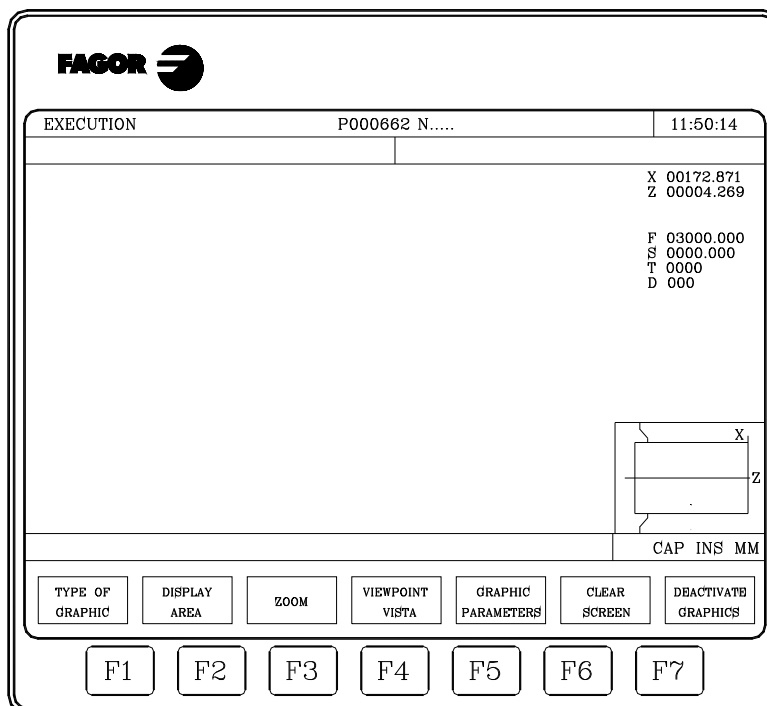 FAGOR
EXECUTION P000662 N..... 11:50:14
X 00172.871
Z 00004.269
F 03000.000
S 0000.000
T 0000
D 000
X
Z
CAP INS MM
TYPE OF GRAPHIC
DISPLAY AREA
ZOOM
VIEWPOINT VISTA
GRAPHIC PARAMETERS
CLEAR SCREEN
DEACTIVATE GRAPHICS
F1 F2 F3 F4 F5 F6 F7